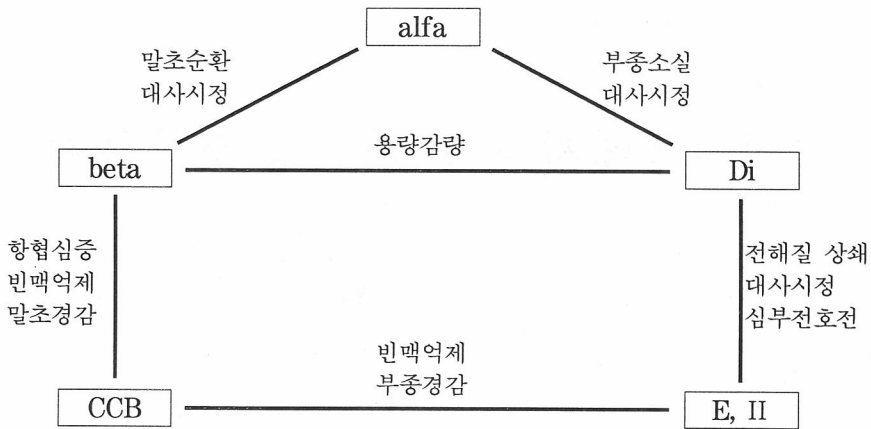 alfa
말초순환
대사시정
부종소실
대사시정
용량감량
beta
Di
항협심증
빈맥억제
말초경감
전해질 상쇄
대사시정
심부전호전
빈맥억제
부종경감
CCB
E, II